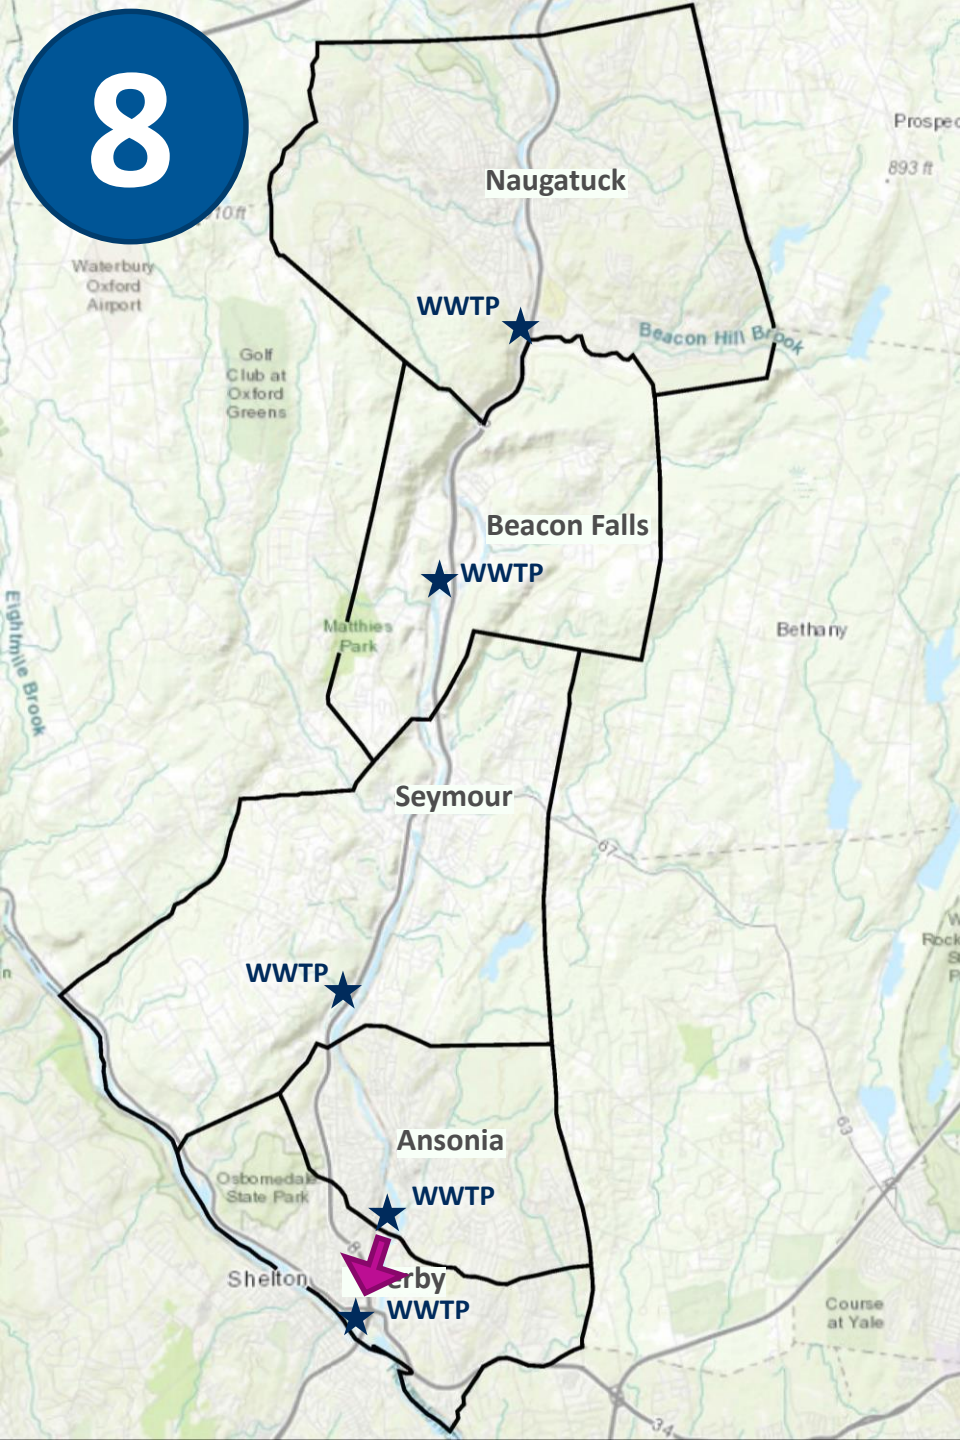 8
Naugatuck
893 ft
Waterbury
Oxford
Airport
WWTP
Beacon Hill Brook
Golf
Club at
Oxford
Greens
Beacon Falls
WWTP
Eightmile Brook
Matthies
Park
Bethany
Seymour
67
WWTP
63
Ansonia
Osbornedale
State Park
WWTP
Shelton
erby
WWTP
Course
at Yale
34